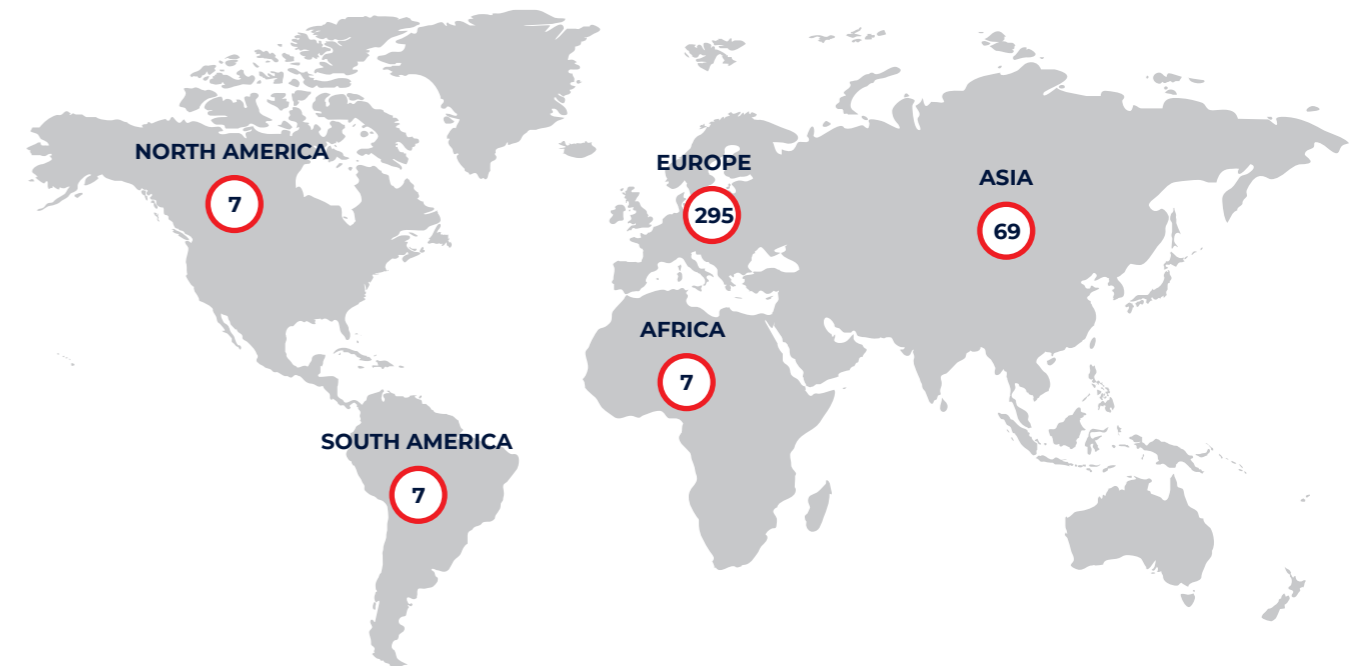 NORTH AMERICA
7
EUROPE
295
ASIA
69
AFRICA
7
SOUTH AMERICA
7